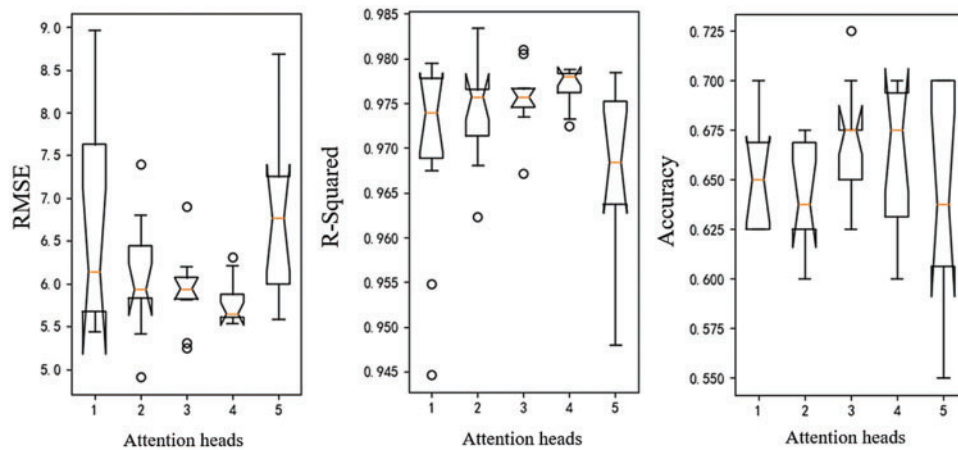 RMSE
9.0
8.5
8.0
7.5
7.0
6.5
6.0
5.5
5.0
1 2 3 4 5
Attention heads
R-Squared
0.985
0.980
0.975
0.970
0.965
0.960
0.955
0.950
0.945
1 2 3 4 5
Attention heads
Accuracy
0.725
0.700
0.675
0.650
0.625
0.600
0.575
0.550
1 2 3 4 5
Attention heads